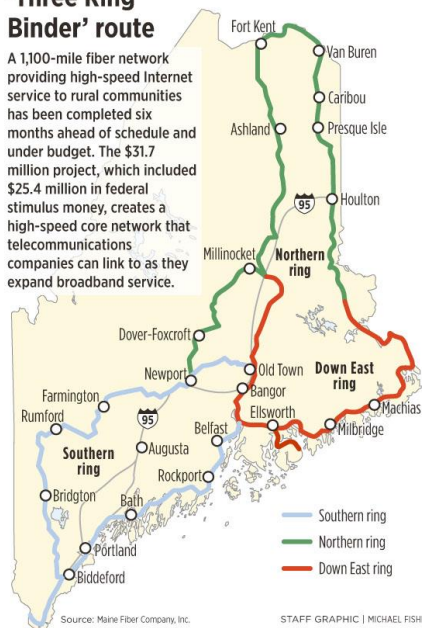 'Three Ring
Binder' route
A 1,100-mile fiber network
providing high-speed Internet
service to rural communities
has been completed six
months ahead of schedule and
under budget. The $31.7
million project, which included
$25.4 million in federal
stimulus money, creates a
high-speed core network that
telecommunications
companies can link to as they
expand broadband service.
Fort Kent
Van Buren
Caribou
Ashland
Presque Isle
95
Houlton
Millinocket
Northern
ring
Dover-Foxcroft
Newport
Old Town
Down East
ring
Bangor
Farmington
Rumford
95
Ellsworth
Machias
Belfast
Milbridge
Augusta
Southern
ring
Rockport
Bridgton
Bath
Portland
Biddeford
Southern ring
Northern ring
Down East ring
Source: Maine Fiber Company, Inc.
STAFF GRAPHIC | MICHAEL FISH